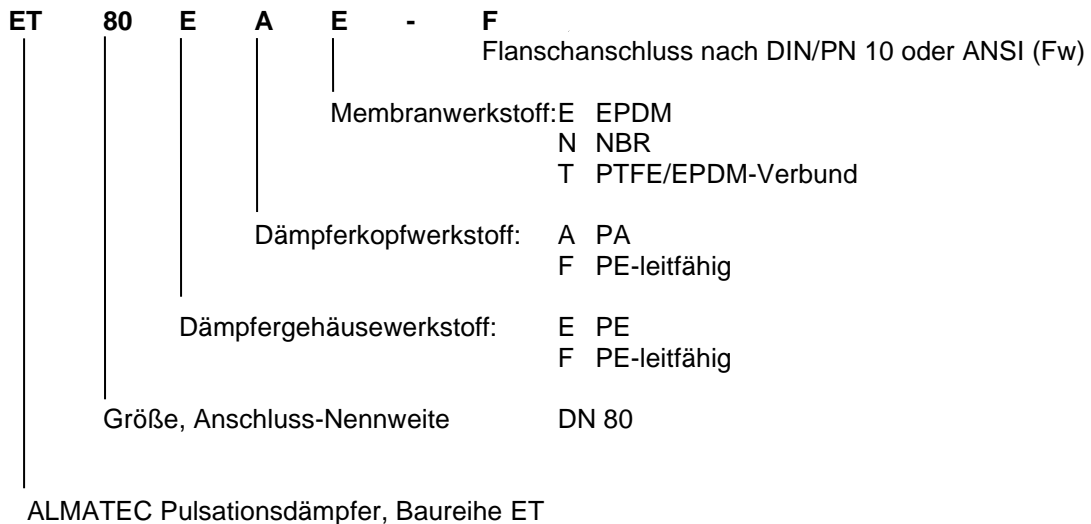 ET 80 E A E - F
Flanschanschluss nach DIN/PN 10 oder ANSI (Fw)
Membranwerkstoff: E EPDM
N NBR
T PTFE/EPDM-Verbund
Dämpferkopfwerkstoff: A PA
F PE-leitfähig
Dämpfergehäusewerkstoff: E PE
F PE-leitfähig
Größe, Anschluss-Nennweite DN 80
ALMATEC Pulsationsdämpfer, Baureihe ET